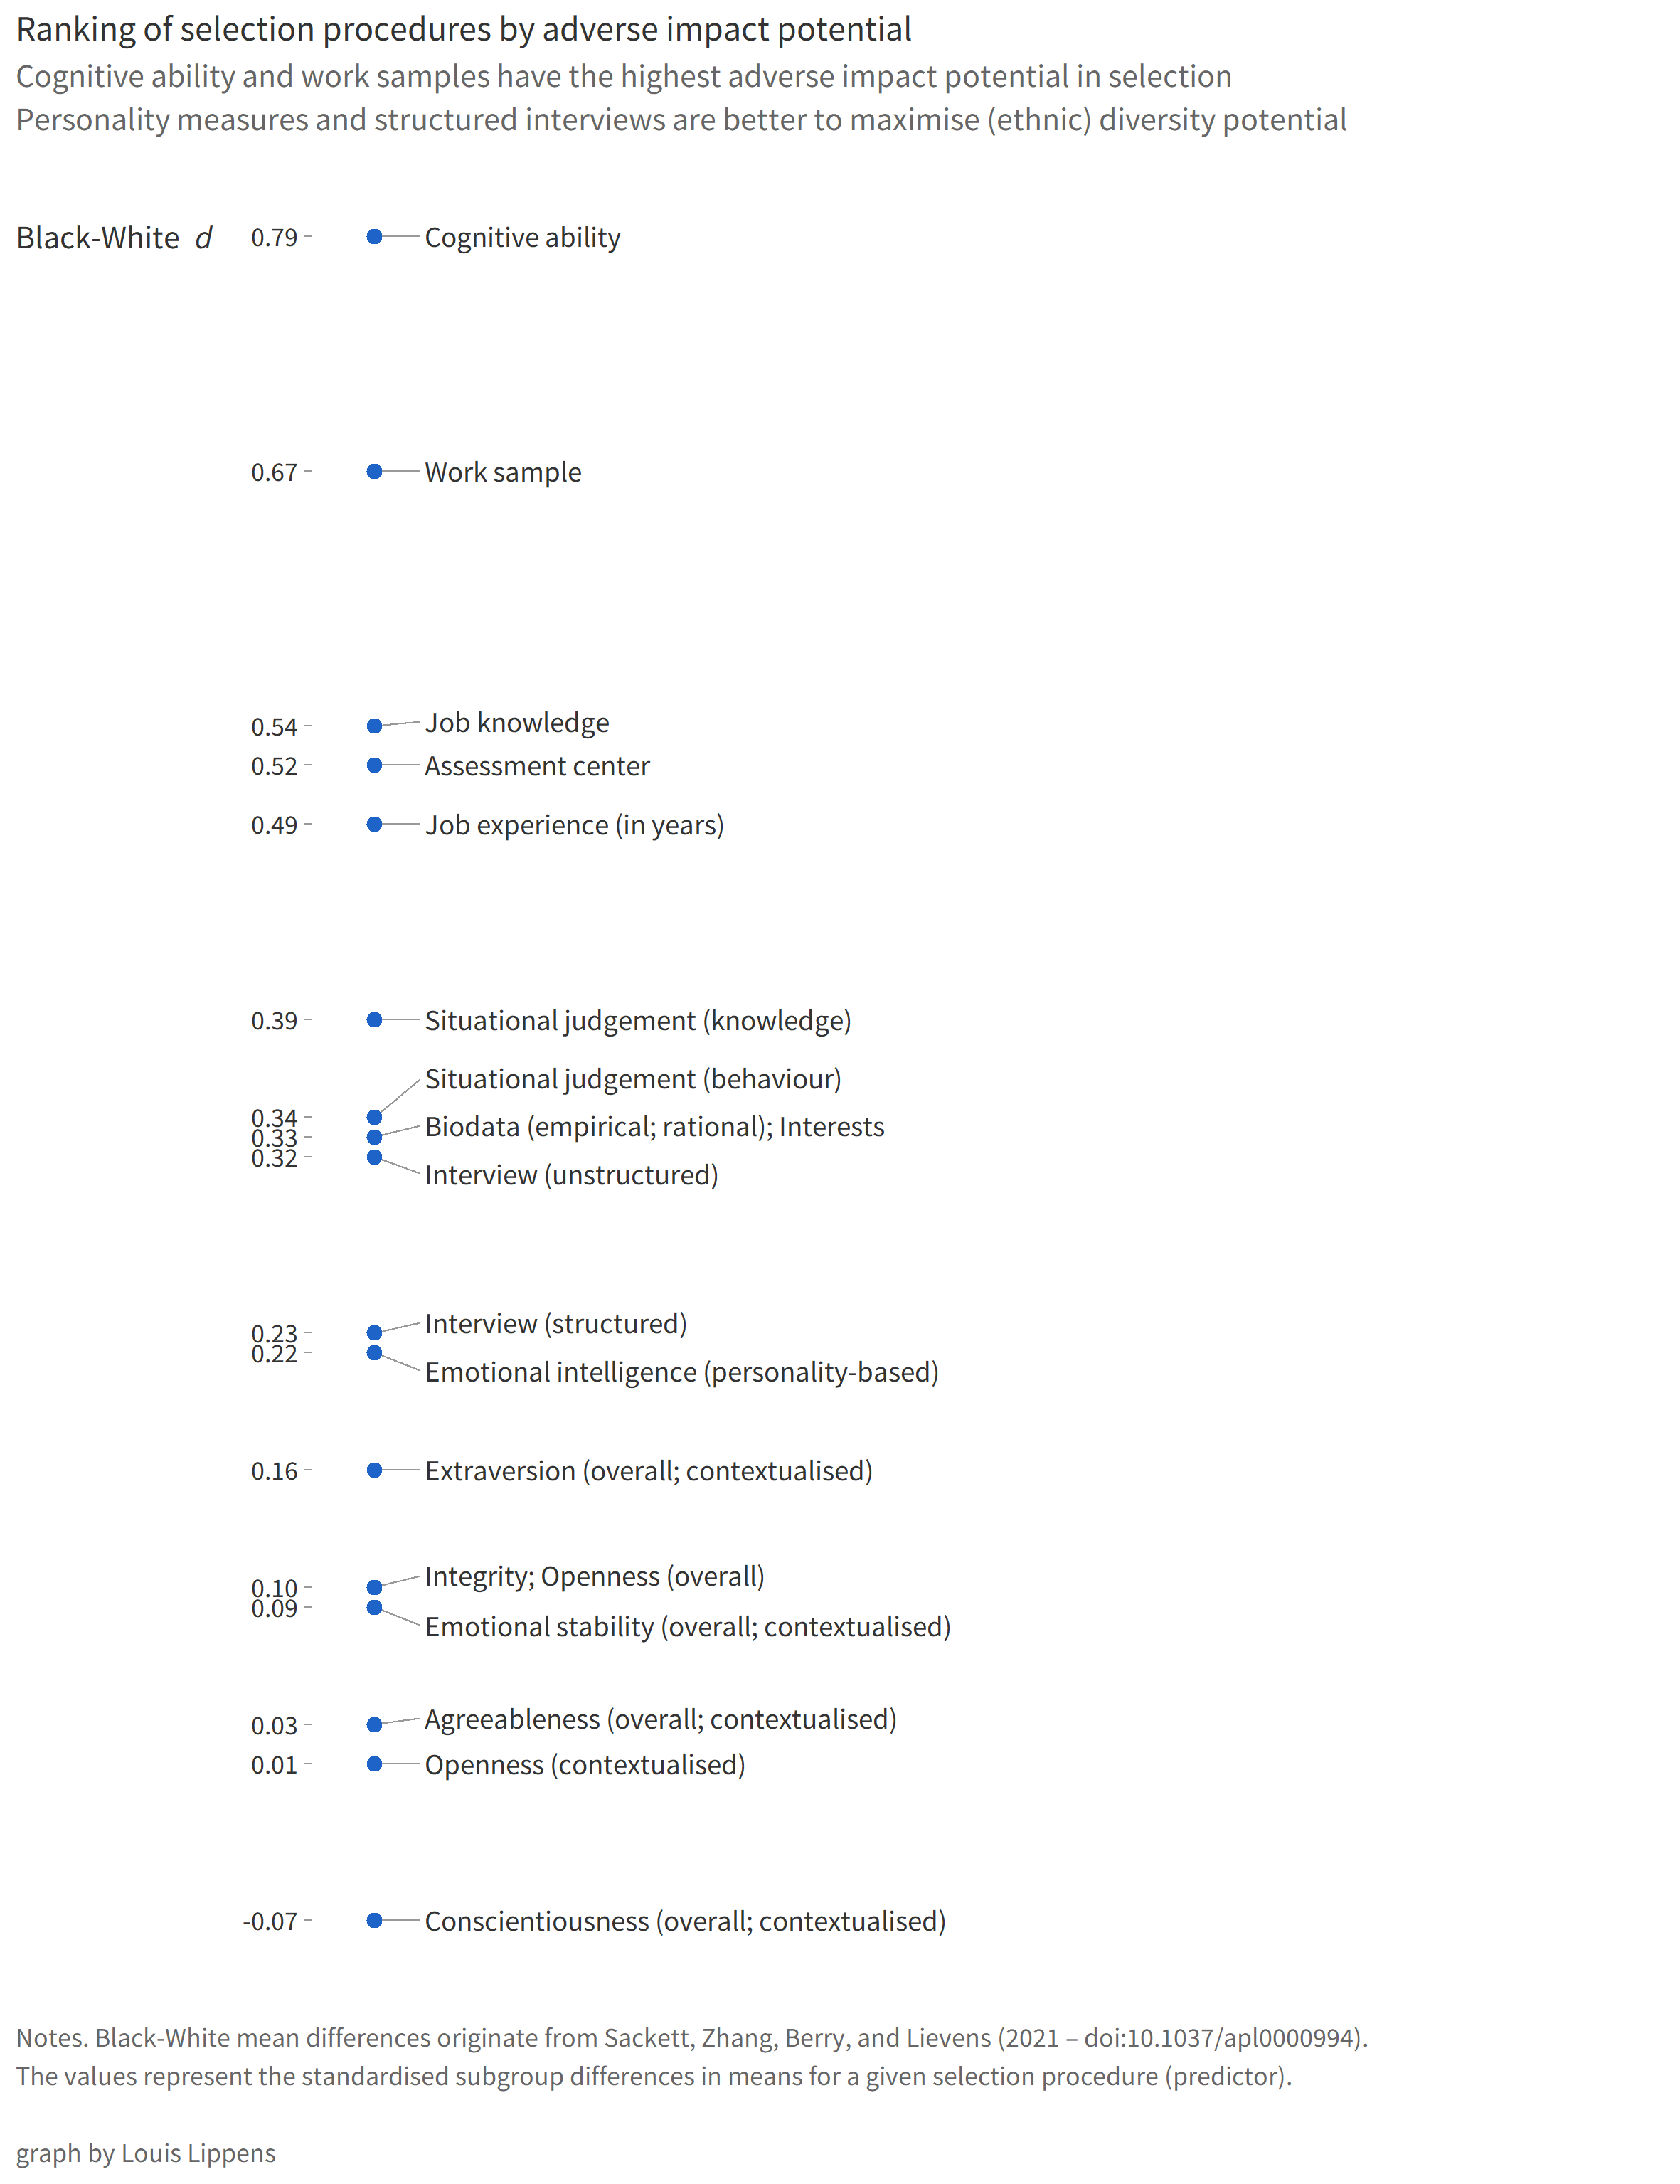 Ranking of selection procedures by adverse impact potential
Cognitive ability and work samples have the highest adverse impact potential in selection
Personality measures and structured interviews are better to maximise (ethnic) diversity potential
Black-White d 0.79 Cognitive ability
0.67 Work sample
0.54 Job knowledge
0.52 Assessment center
0.49 Job experience (in years)
0.39 Situational judgement (knowledge)
0.34 Situational judgement (behaviour)
0.33 Biodata (empirical; rational); Interests
0.32 Interview (unstructured)
0.23 Interview (structured)
0.22 Emotional intelligence (personality-based)
0.16 Extraversion (overall; contextualised)
0.10 Integrity; Openness (overall)
0.09 Emotional stability (overall; contextualised)
0.03 Agreeableness (overall; contextualised)
0.01 Openness (contextualised)
-0.07 Conscientiousness (overall; contextualised)
Notes. Black-White mean differences originate from Sackett, Zhang, Berry, and Lievens (2021 – doi:10.1037/apl0000994).
The values represent the standardised subgroup differences in means for a given selection procedure (predictor).
graph by Louis Lippens